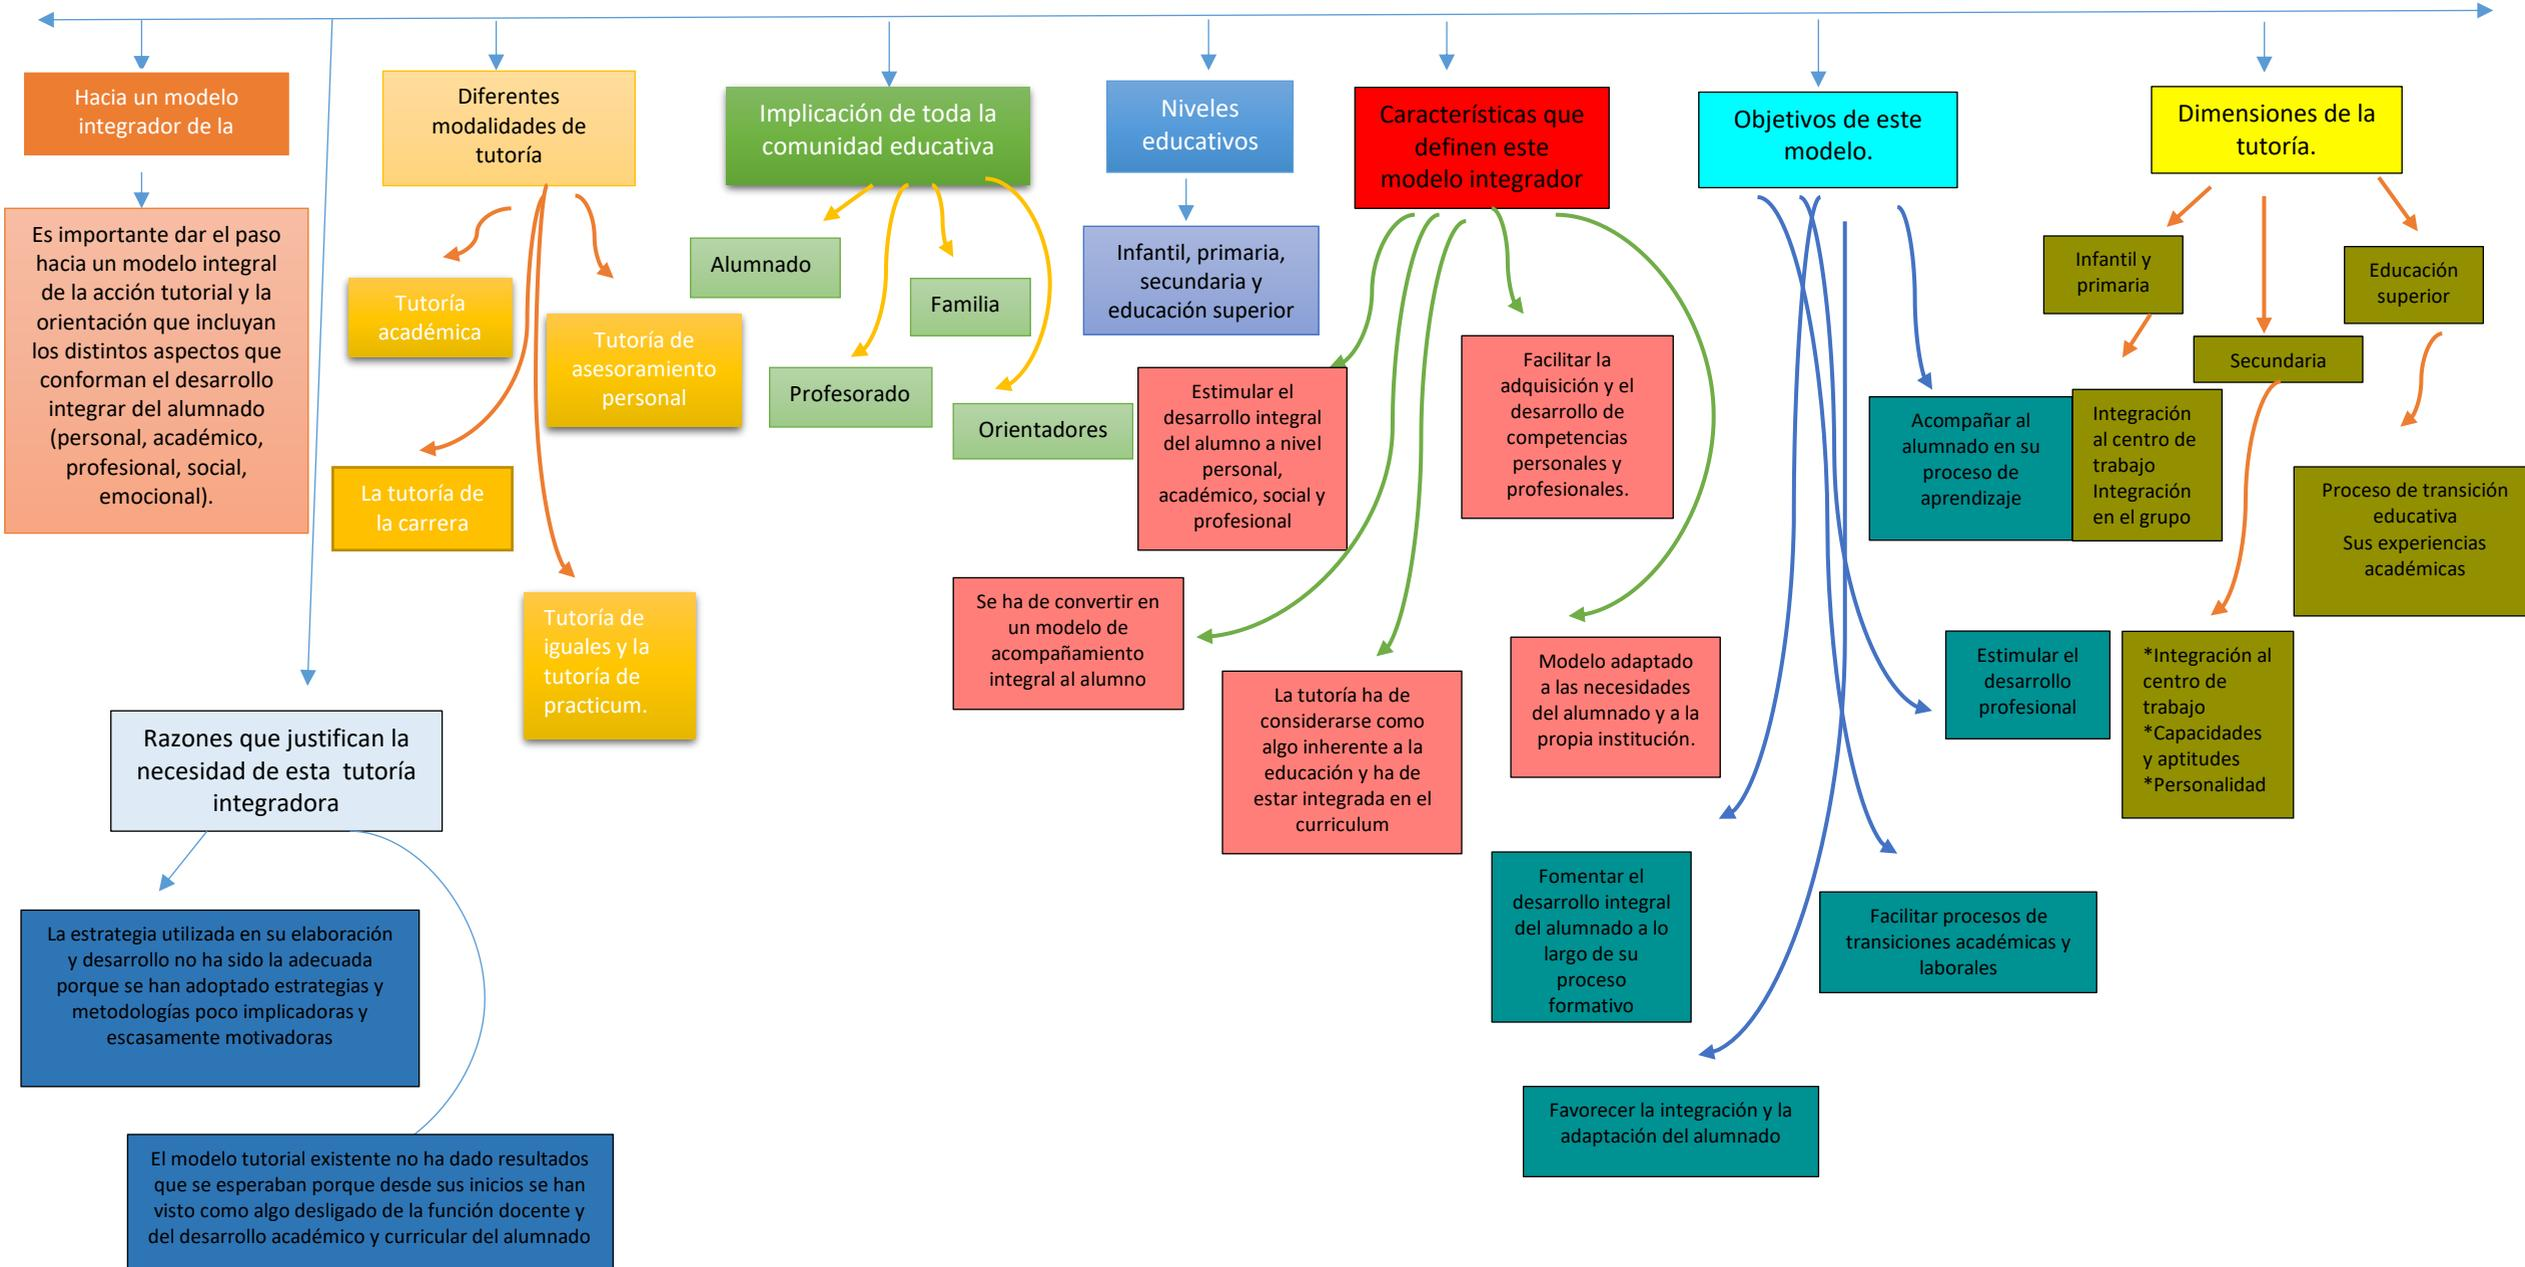 Hacia un modelo
integrador de la
Diferentes
modalidades de
tutoría
Implicación de toda la
comunidad educativa
Niveles
educativos
Características que
definen este
modelo integrador
Objetivos de este
modelo.
Dimensiones de la
tutoría.
Es importante dar el paso
hacia un modelo integral
de la acción tutorial y la
orientación que incluyan
los distintos aspectos que
conforman el desarrollo
integrar del alumnado
(personal, académico,
profesional, social,
emocional).
Tutoría
académica
Tutoría de
asesoramiento
personal
La tutoría de
la carrera
Tutoría de
iguales y la
tutoría de
practicum.
Alumnado
Familia
Profesorado
Orientadores
Infantil, primaria,
secundaria y
educación superior
Estimular el
desarrollo integral
del alumno a nivel
personal,
académico, social y
profesional
Facilitar la
adquisición y el
desarrollo de
competencias
personales y
profesionales.
Se ha de convertir en
un modelo de
acompañamiento
integral al alumno
La tutoría ha de
considerarse como
algo inherente a la
educación y ha de
estar integrada en el
curriculum
Modelo adaptado
a las necesidades
del alumnado y a la
propia institución.
Acompañar al
alumnado en su
proceso de
aprendizaje
Estimular el
desarrollo
profesional
Fomentar el
desarrollo integral
del alumnado a lo
largo de su
proceso
formativo
Facilitar procesos de
transiciones académicas y
laborales
Favorecer la integración y la
adaptación del alumnado
Infantil y
primaria
Educación
superior
Secundaria
Integración
al centro de
trabajo
Integración
en el grupo
Proceso de transición
educativa
Sus experiencias
académicas
*Integración al
centro de
trabajo
*Capacidades
y aptitudes
*Personalidad
Razones que justifican la
necesidad de esta  tutoría
integradora
La estrategia utilizada en su elaboración
y desarrollo no ha sido la adecuada
porque se han adoptado estrategias y
metodologías poco implicadoras y
escasamente motivadoras
El modelo tutorial existente no ha dado resultados
que se esperaban porque desde sus inicios se han
visto como algo desligado de la función docente y
del desarrollo académico y curricular del alumnado